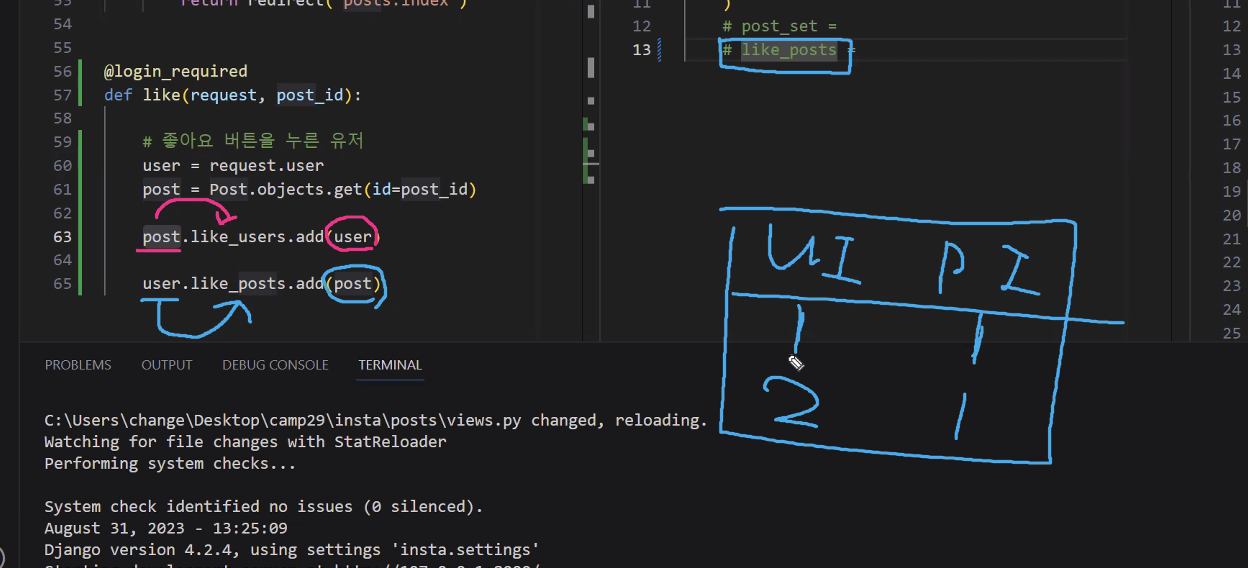 53 return redirect('posts.index')
54
55
56 @login_required
57 def like(request, post_id):
58
59 # 좋아요 버튼을 누른 유저
60 user = request.user
61 post = Post.objects.get(id=post_id)
62
63 post.like_users.add(user)
64
65 user.like_posts.add(post)
11 )
12 # post_set =
13 # like_posts =
11
12
13
14
15
16
17
18
19
20
21
22
23
24
25
UI PI
1 1
2 1
PROBLEMS OUTPUT DEBUG CONSOLE TERMINAL
C:\Users\change\Desktop\camp29\insta\posts\views.py changed, reloading.
Watching for file changes with StatReloader
Performing system checks...
System check identified no issues (0 silenced).
August 31, 2023 - 13:25:09
Django version 4.2.4, using settings 'insta.settings'